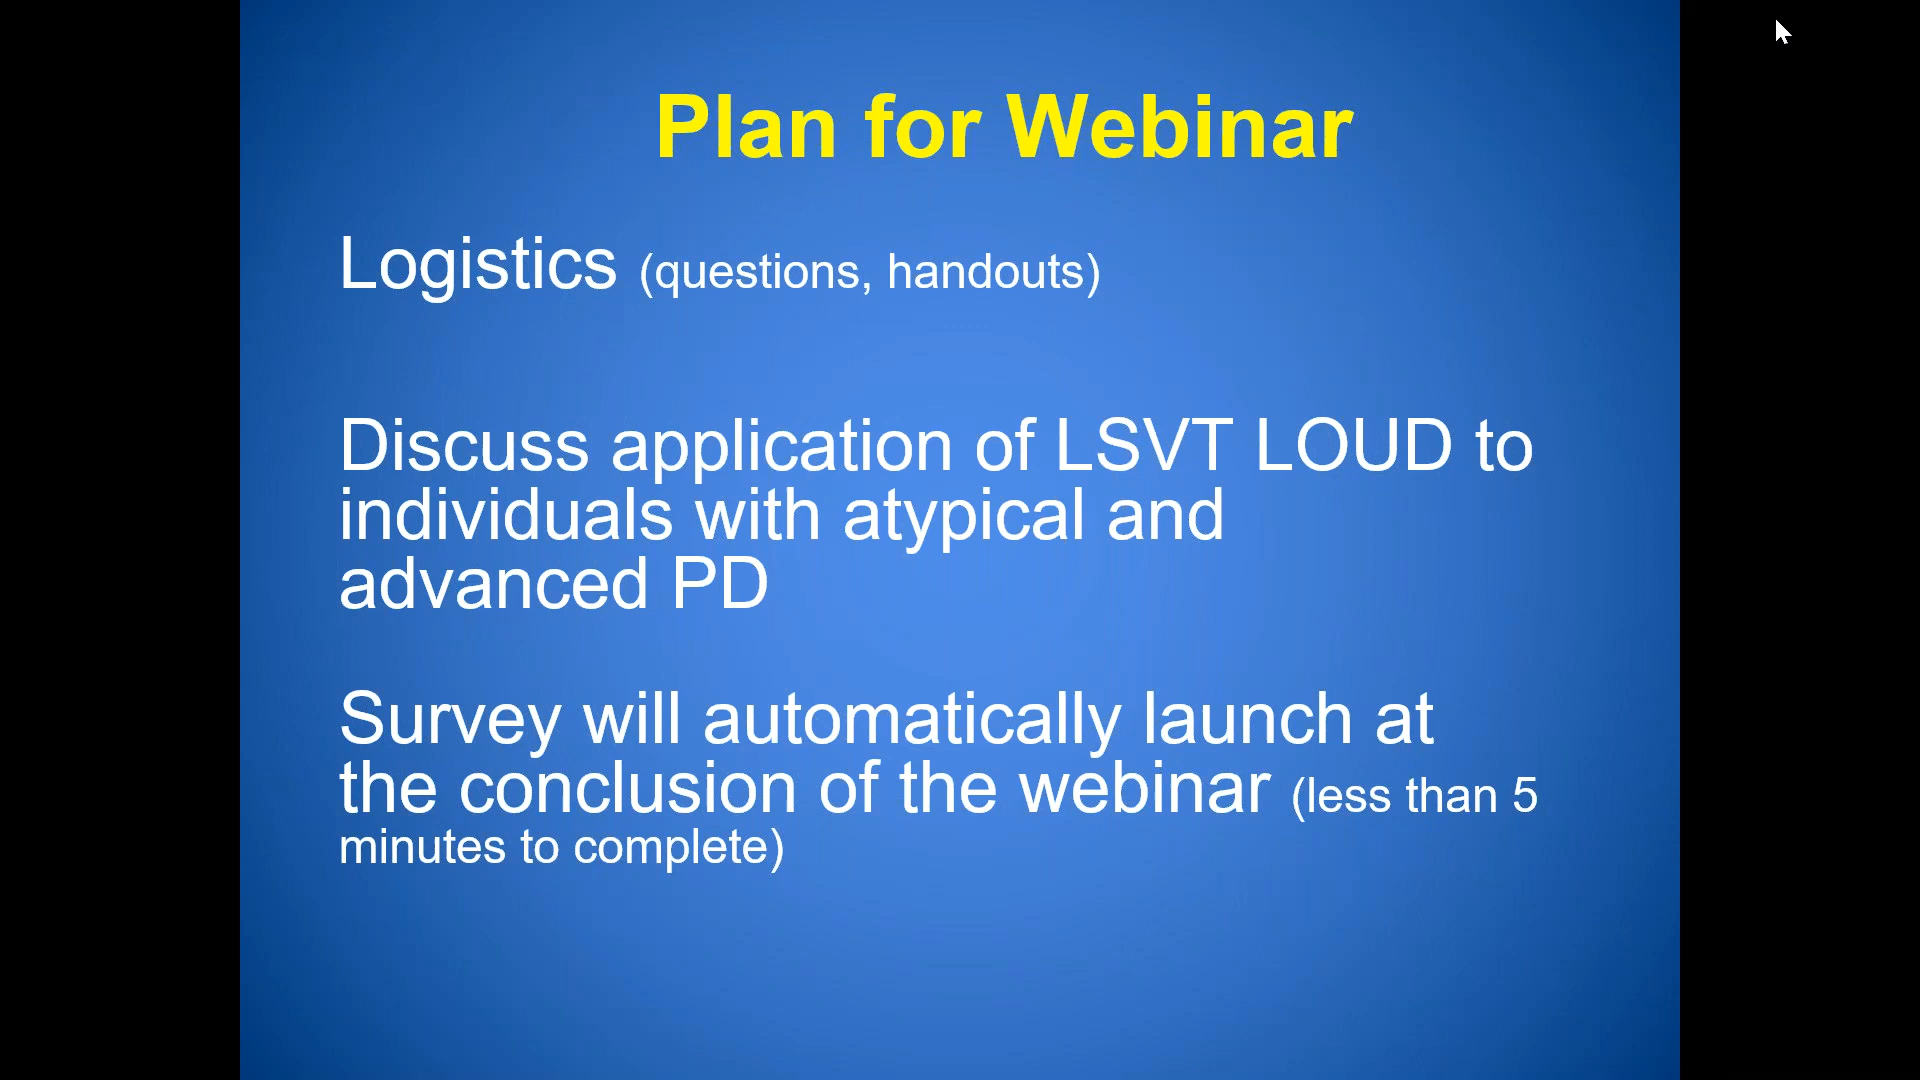 Plan for Webinar
Logistics (questions, handouts)
Discuss application of LSVT LOUD to
individuals with atypical and
advanced PD
Survey will automatically launch at
the conclusion of the webinar (less than 5
minutes to complete)